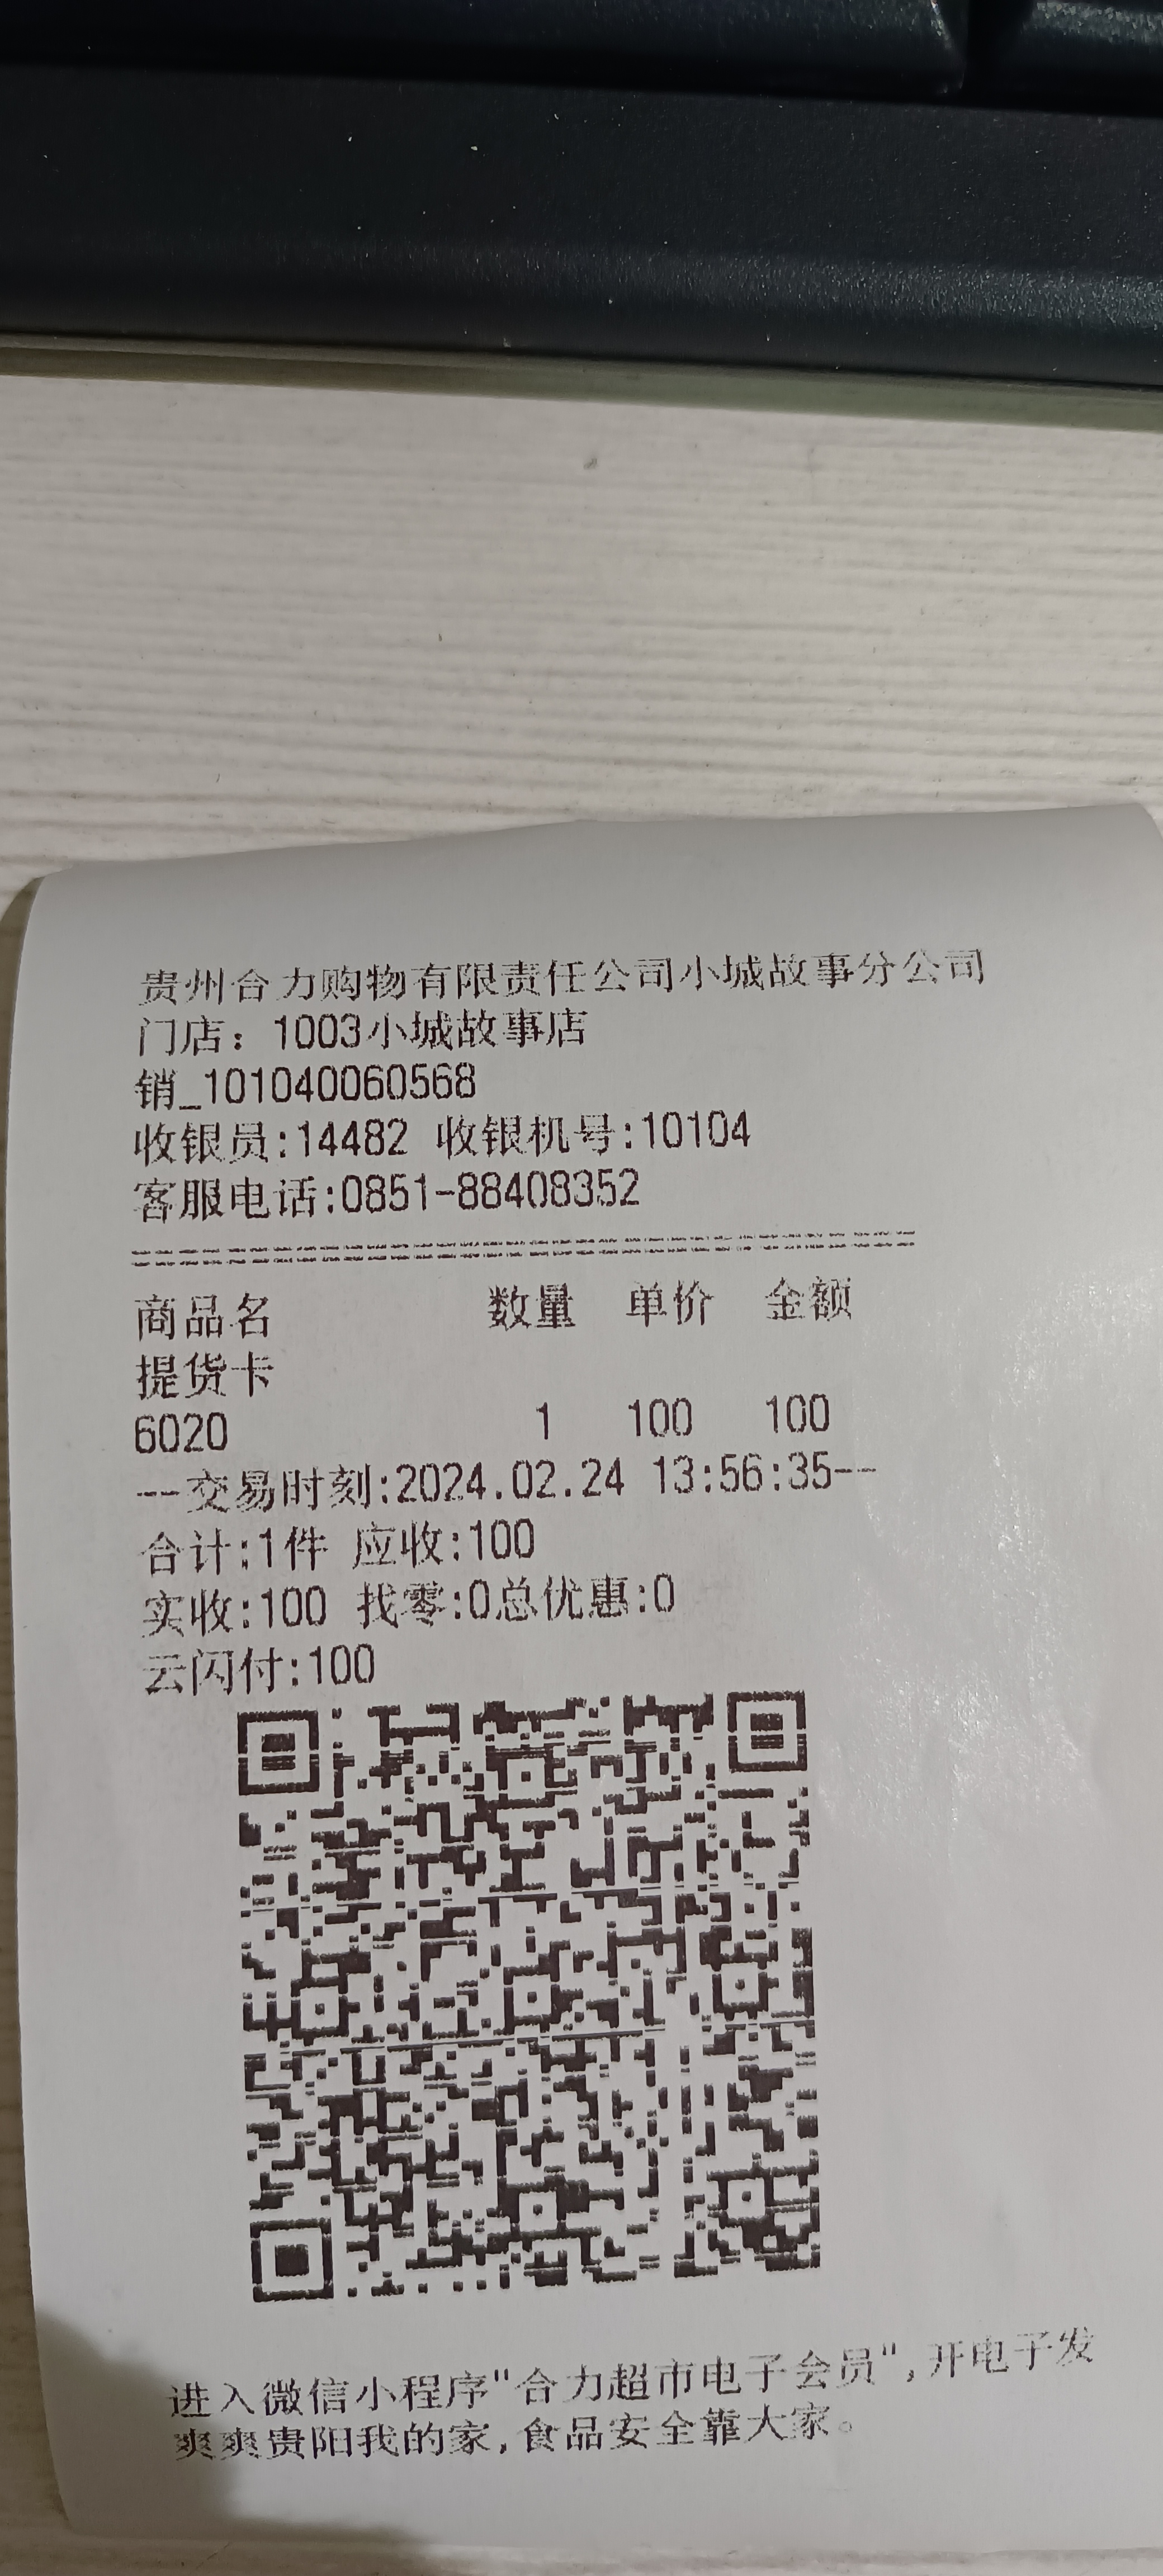 贵州合力购物有限责任公司小城故事分公司
门店：1003小城故事店
销_101040060568
收银员:14482 收银机号:10104
客服电话:0851-88408352
商品名 数量 单价 金额
提货卡
6020 1 100 100
--交易时刻:2024.02.24 13:56:35--
合计:1件 应收:100
实收:100 找零:0总优惠:0
云闪付:100
进入微信小程序"合力超市电子会员",开电子发
爽爽贵阳我的家,食品安全靠大家。